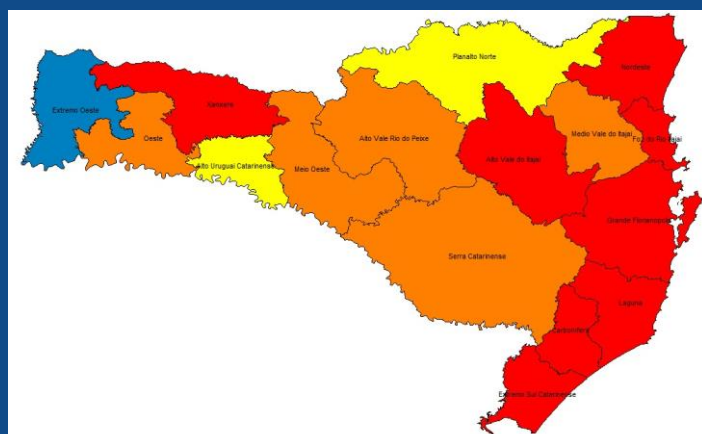 Planalto Norte
Nordeste
Extremo Oeste
Xanxerê
Oeste
Alto Vale Rio do Peixe
Alto Vale do Itajaí
Médio Vale do Itajaí
Foz do Rio Itajaí
Alto Uruguai Catarinense
Meio Oeste
Grande Florianópolis
Serra Catarinense
Laguna
Carbonífera
Extremo Sul Catarinense